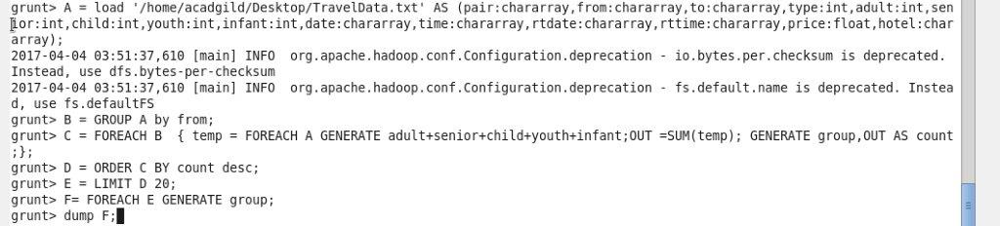 grunt> A = load '/home/acadgild/Desktop/TravelData.txt' AS (pair:chararray,from:chararray,to:chararray,type:int,adult:int,sen
ior:int,child:int,youth:int,infant:int,date:chararray,time:chararray,rtdate:chararray,rttime:chararray,price:float,hotel:char
array);
2017-04-04 03:51:37,610 [main] INFO  org.apache.hadoop.conf.Configuration.deprecation - io.bytes.per.checksum is deprecated.
Instead, use dfs.bytes-per-checksum
2017-04-04 03:51:37,610 [main] INFO  org.apache.hadoop.conf.Configuration.deprecation - fs.default.name is deprecated. Instea
d, use fs.defaultFS
grunt> B = GROUP A by from;
grunt> C = FOREACH B  { temp = FOREACH A GENERATE adult+senior+child+youth+infant;OUT =SUM(temp); GENERATE group,OUT AS count
;};
grunt> D = ORDER C BY count desc;
grunt> E = LIMIT D 20;
grunt> F= FOREACH E GENERATE group;
grunt> dump F;